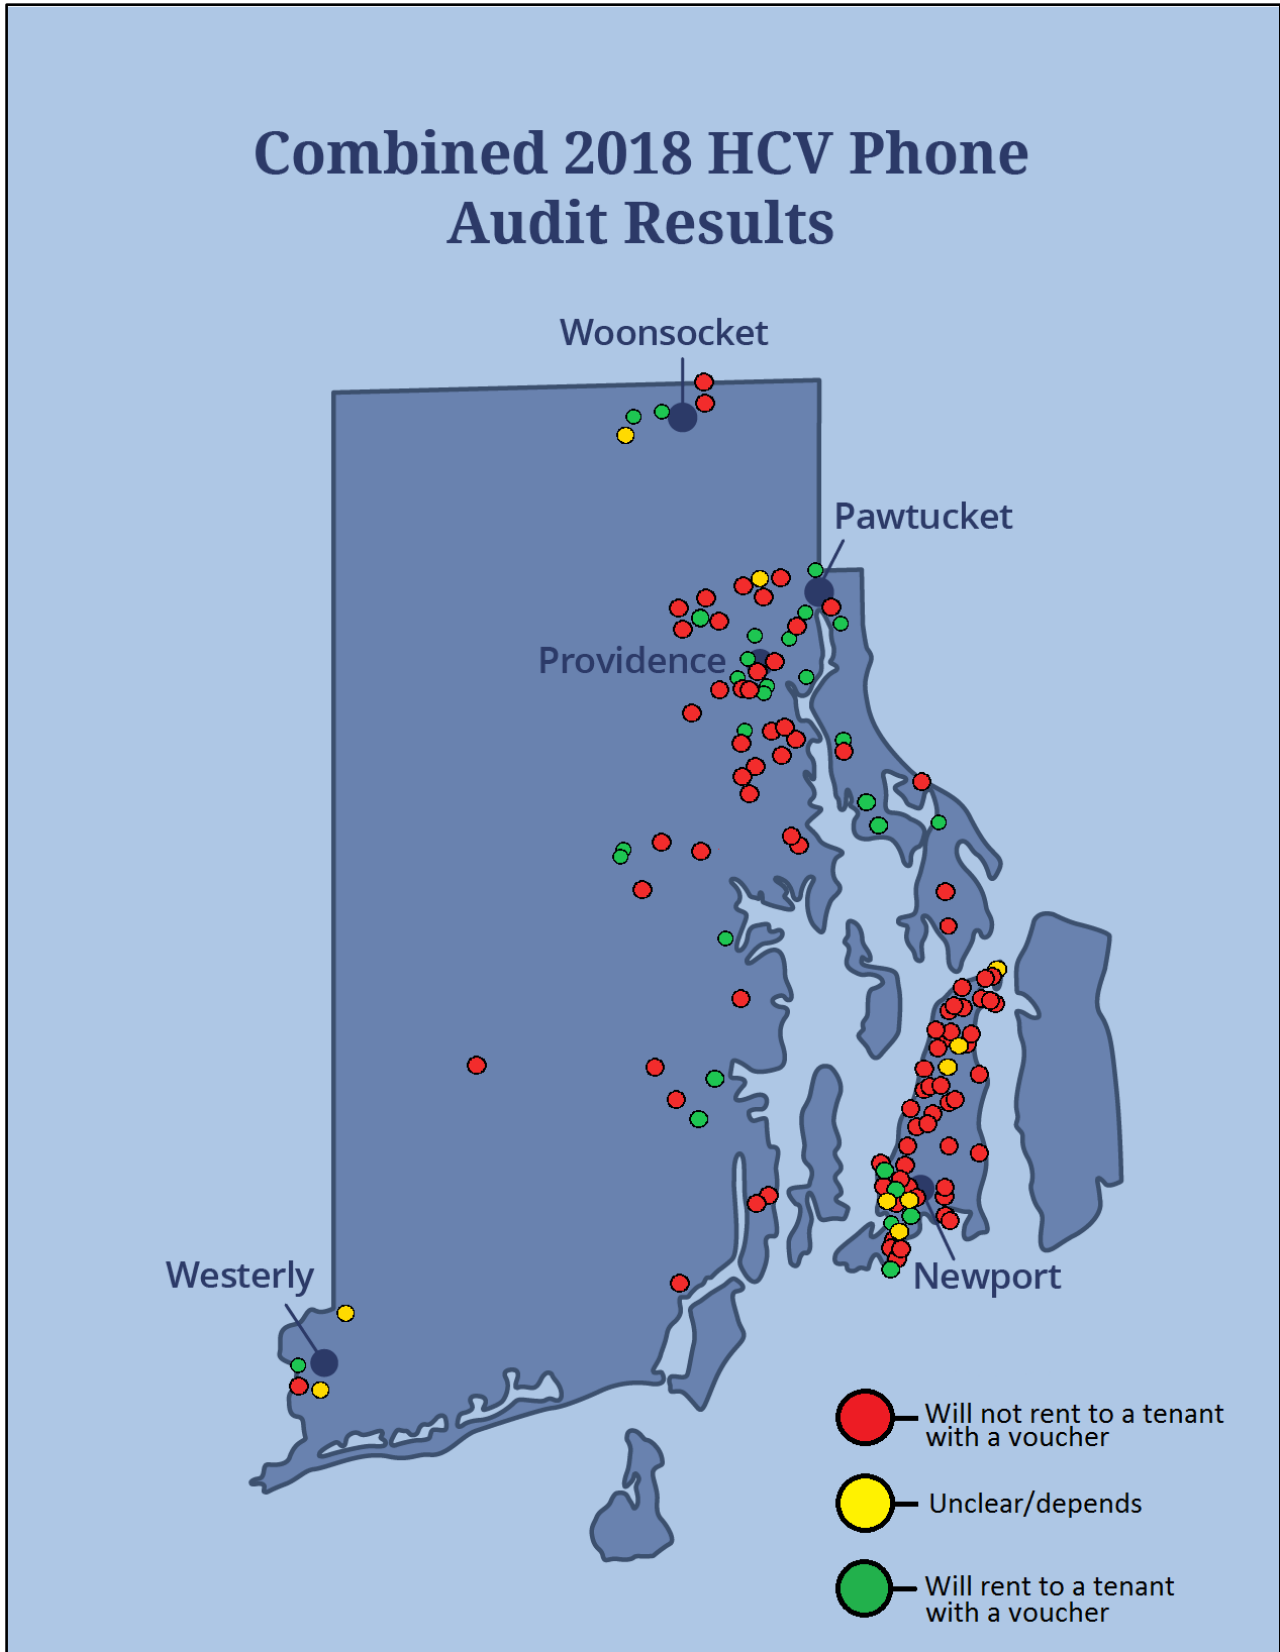 Combined 2018 HCV Phone
Audit Results
Woonsocket
Pawtucket
Providence
Westerly
Newport
Will not rent to a tenant
with a voucher
Unclear/depends
Will rent to a tenant
with a voucher